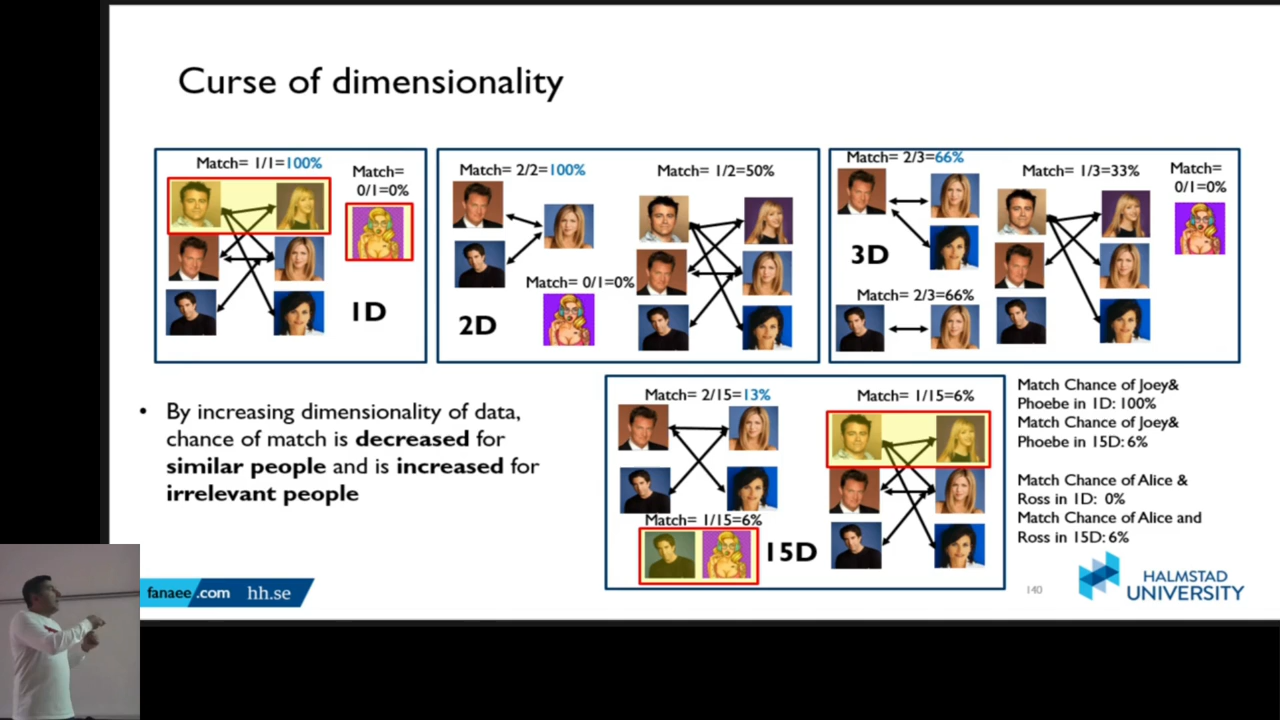 Curse of dimensionality
Match= 1/1=100%
Match=
0/1=0%
1D
Match= 2/2=100%
Match= 1/2=50%
Match= 0/1=0%
2D
Match= 2/3=66%
Match= 1/3=33%
Match=
0/1=0%
3D
Match= 2/3=66%
• By increasing dimensionality of data,
chance of match is decreased for
similar people and is increased for
irrelevant people
Match= 2/15=13%
Match= 1/15=6%
Match= 1/15=6%
15D
Match Chance of Joey&
Phoebe in 1D: 100%
Match Chance of Joey&
Phoebe in 15D: 6%
Match Chance of Alice &
Ross in 1D: 0%
Match Chance of Alice and
Ross in 15D: 6%
fanaee.com hh.se
140
HALMSTAD
UNIVERSITY